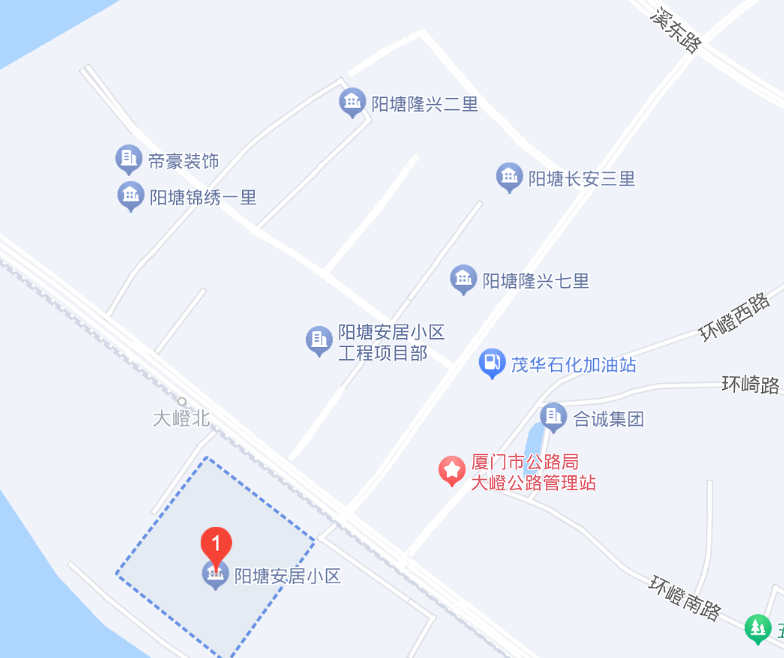 溪东路
阳塘隆兴二里
帝豪装饰
阳塘长安三里
阳塘锦绣一里
阳塘隆兴七里
环嶝西路
阳塘安居小区
工程项目部
茂华石化加油站
环崎路
大嶝北
合诚集团
厦门市公路局
大嶝公路管理站
1
阳塘安居小区
环嶝南路